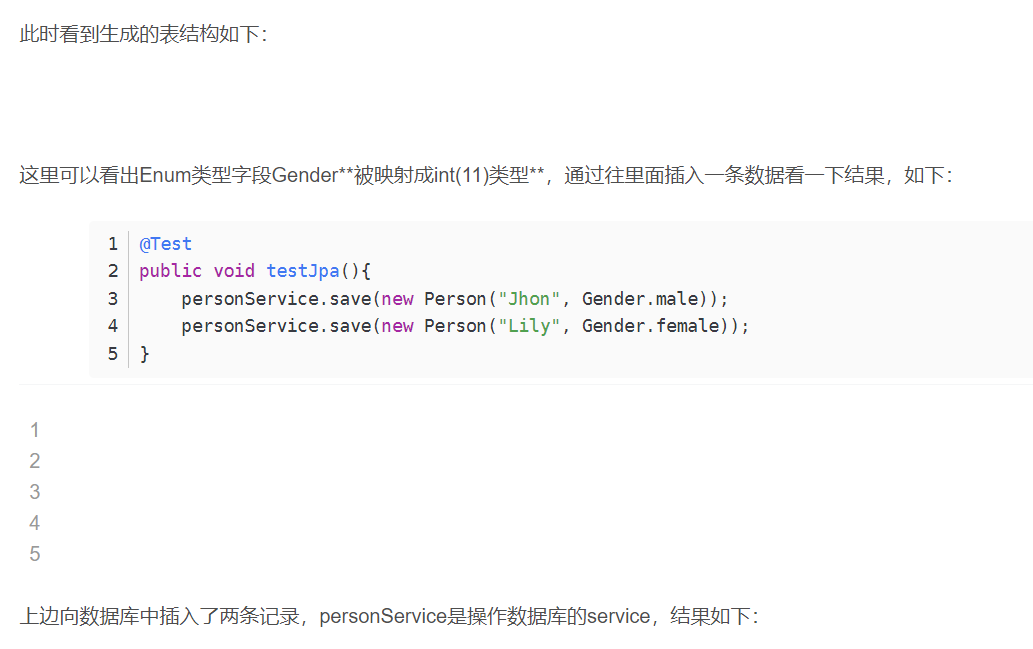 此时看到生成的表结构如下：
这里可以看出Enum类型字段Gender**被映射成int(11)类型**，通过往里面插入一条数据看一下结果，如下：
1 @Test
2 public void testJpa(){
3     personService.save(new Person("Jhon", Gender.male));
4     personService.save(new Person("Lily", Gender.female));
5 }
1
2
3
4
5
上边向数据库中插入了两条记录，personService是操作数据库的service，结果如下：